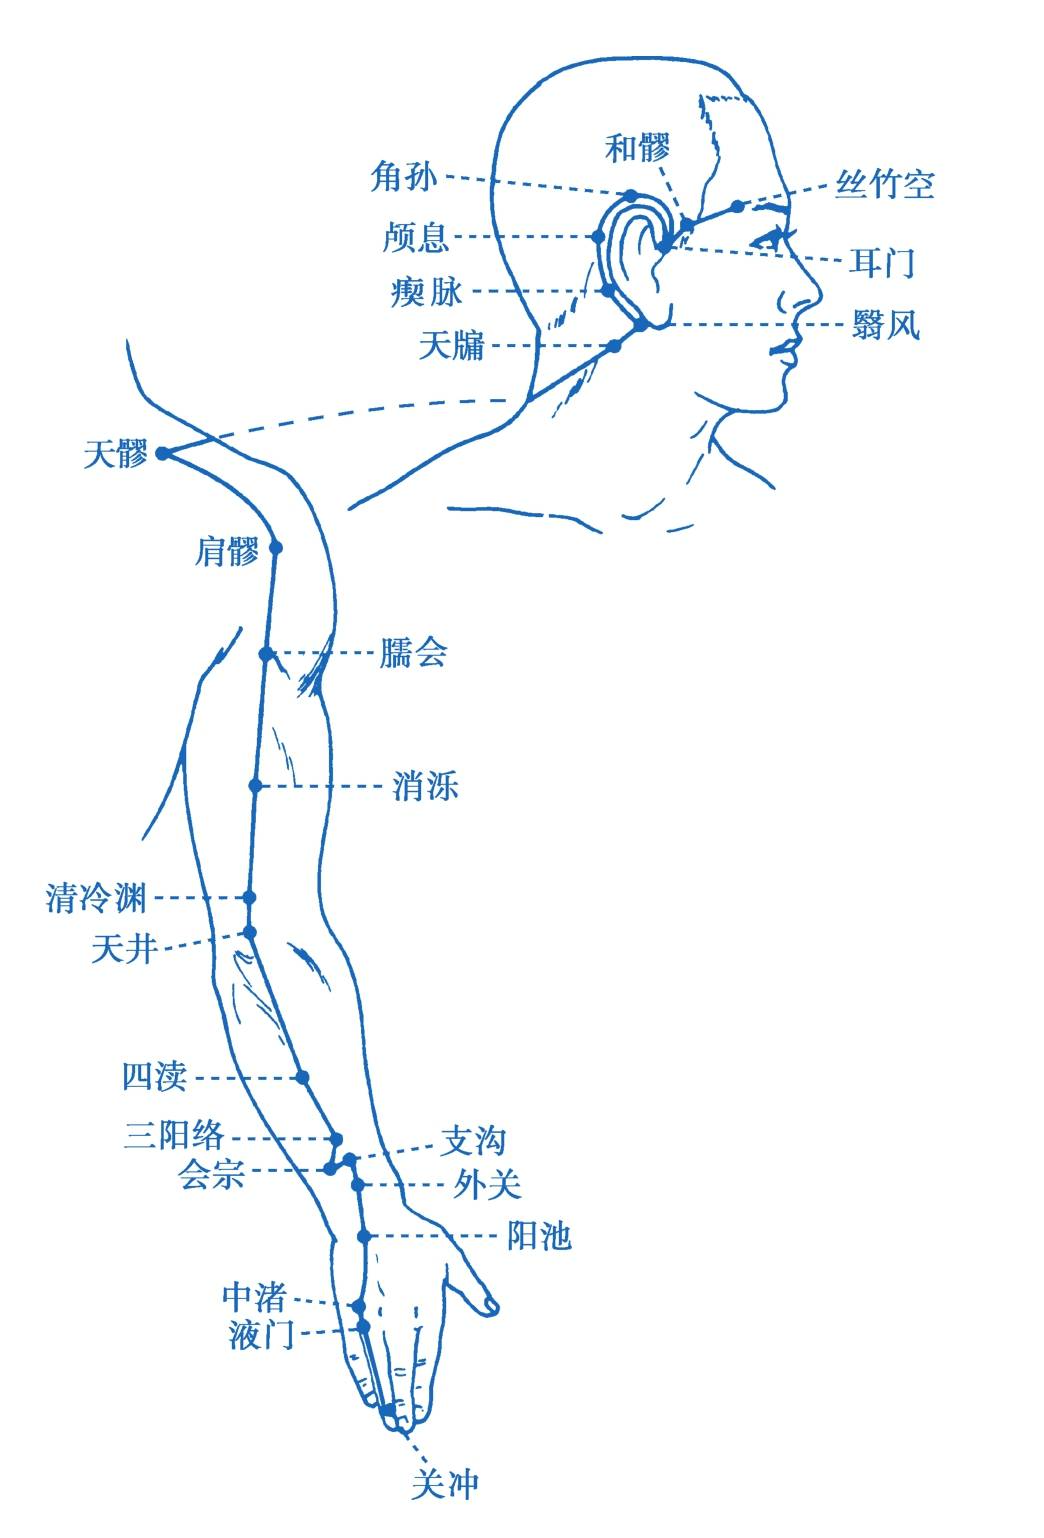 和髎
角孙
丝竹空
颅息
耳门
瘈脉
翳风
天牖
天髎
肩髎
臑会
消泺
清冷渊
天井
四渎
三阳络
支沟
会宗
外关
阳池
中渚
液门
关冲